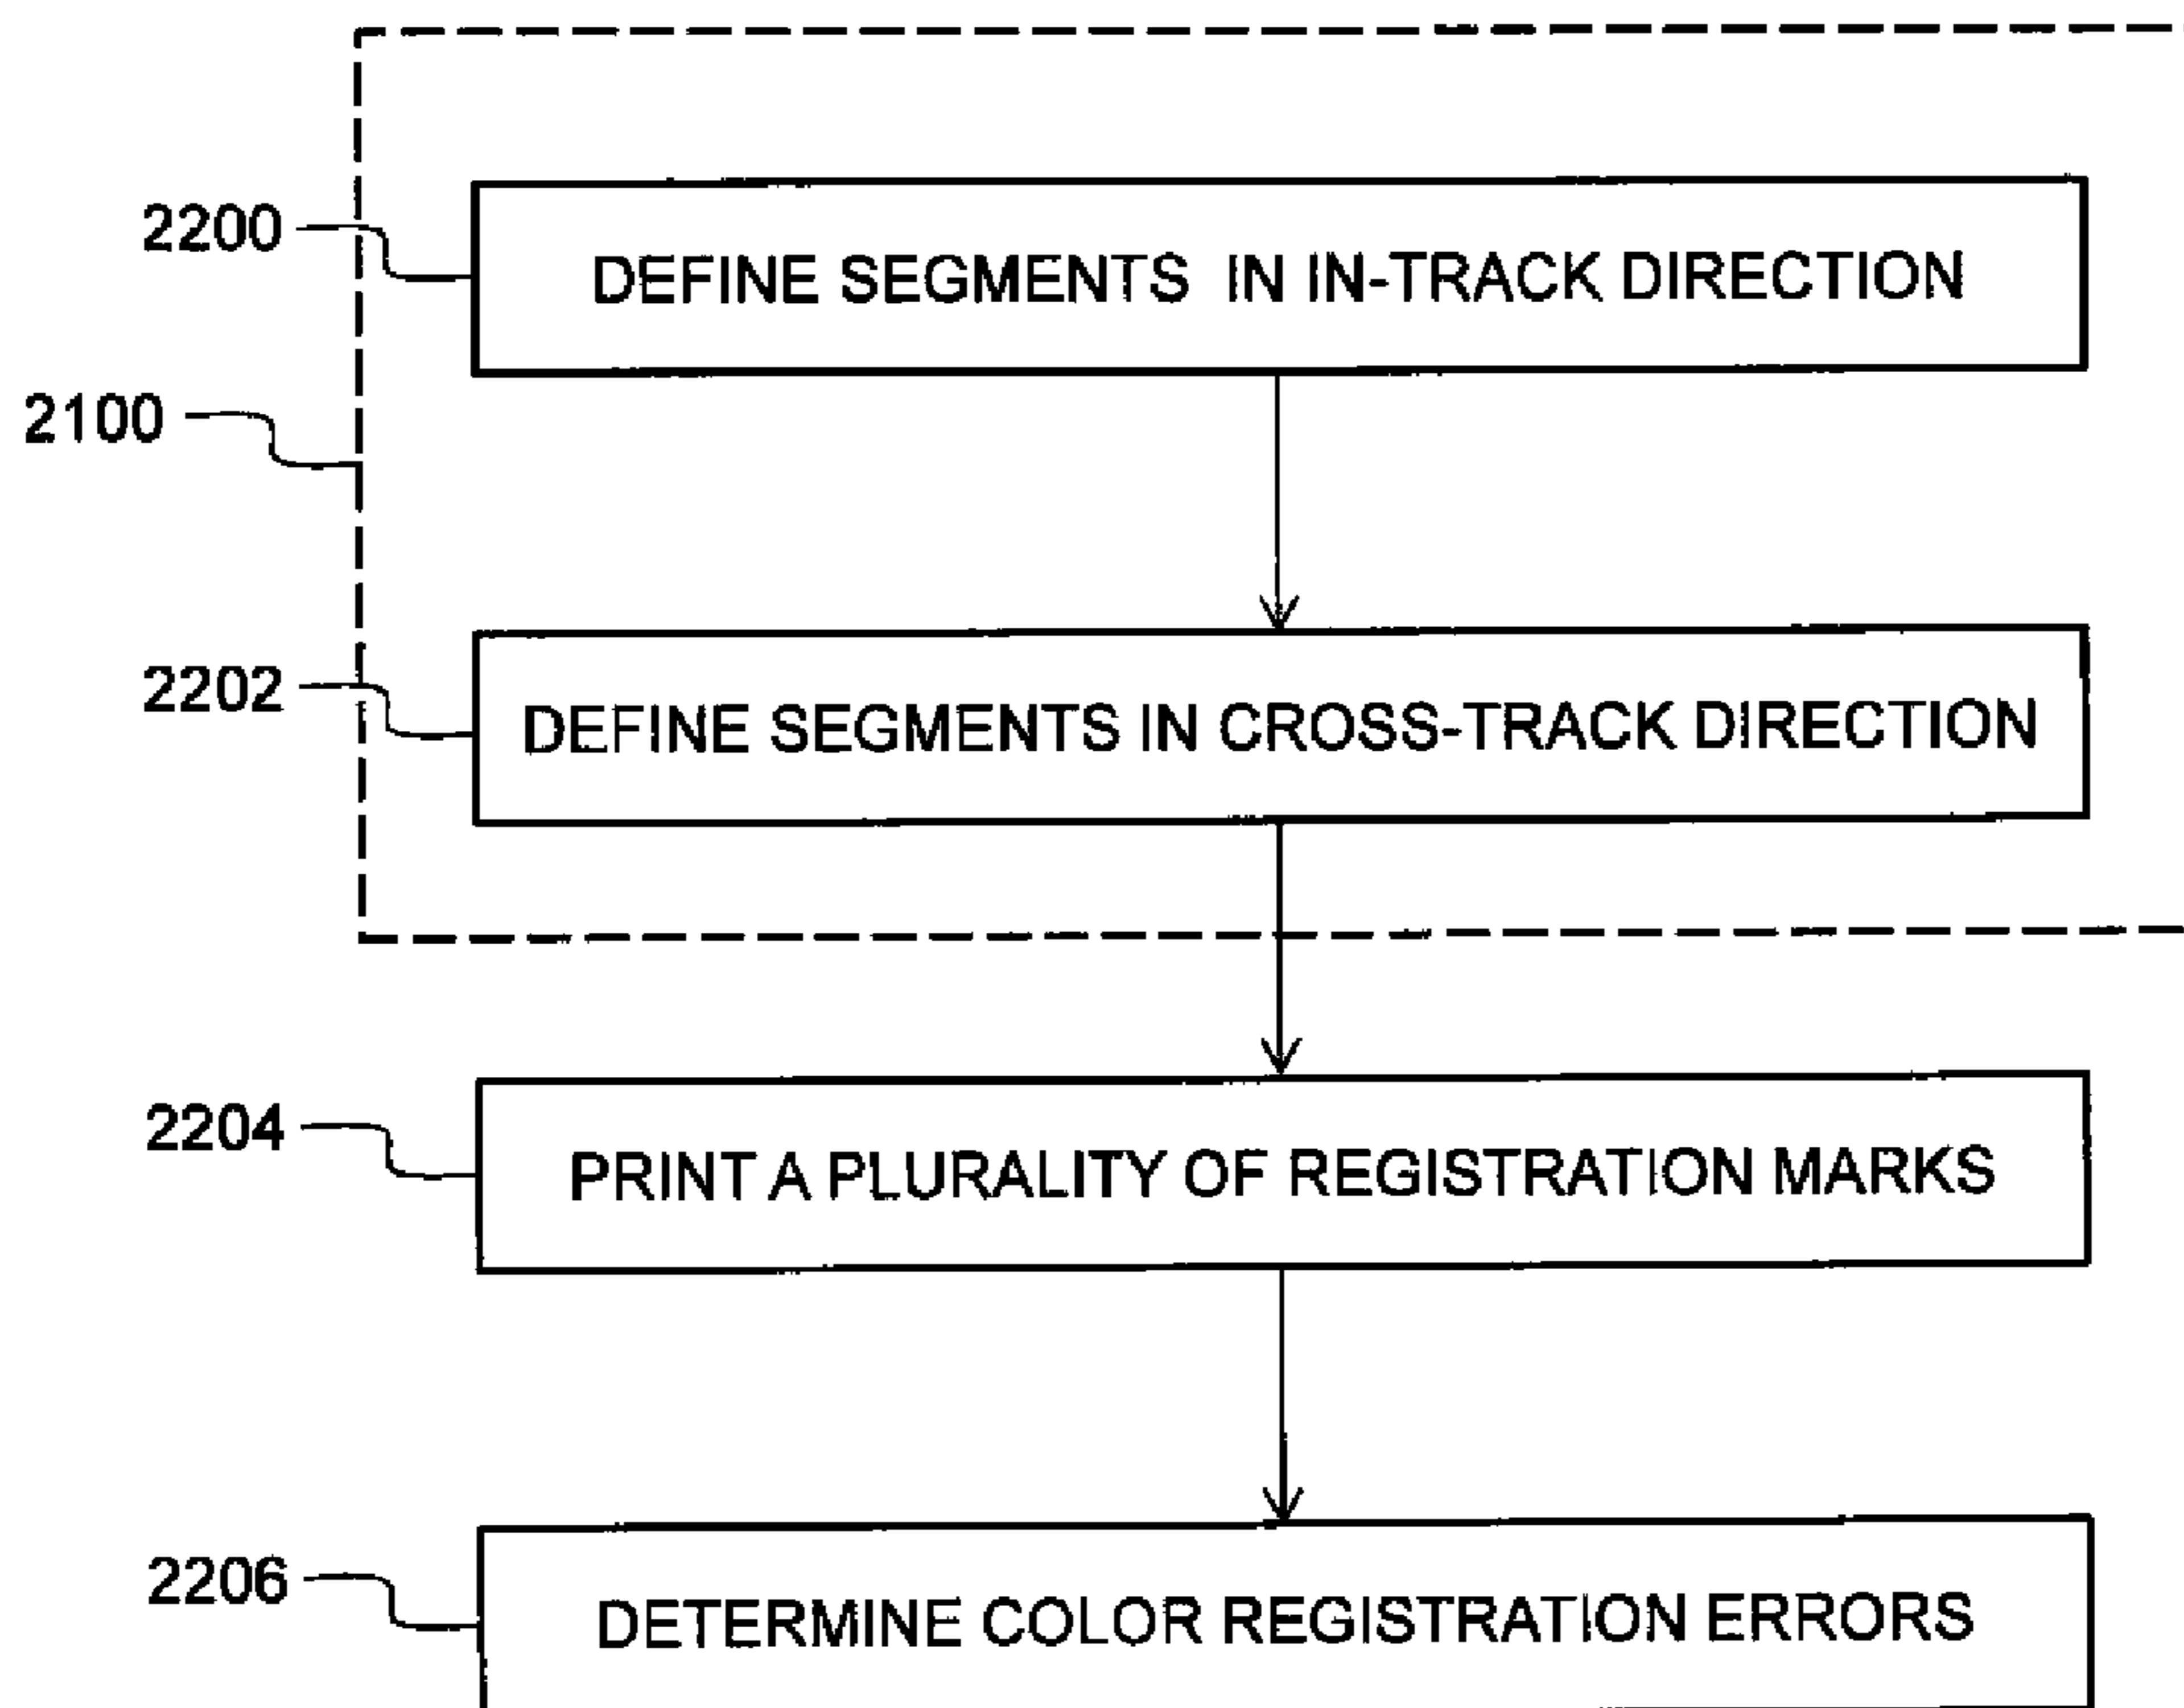 2200
DEFINE SEGMENTS IN IN-TRACK DIRECTION
2100
2202
DEFINE SEGMENTS IN CROSS-TRACK DIRECTION
2204
PRINT A PLURALITY OF REGISTRATION MARKS
2206
DETERMINE COLOR REGISTRATION ERRORS